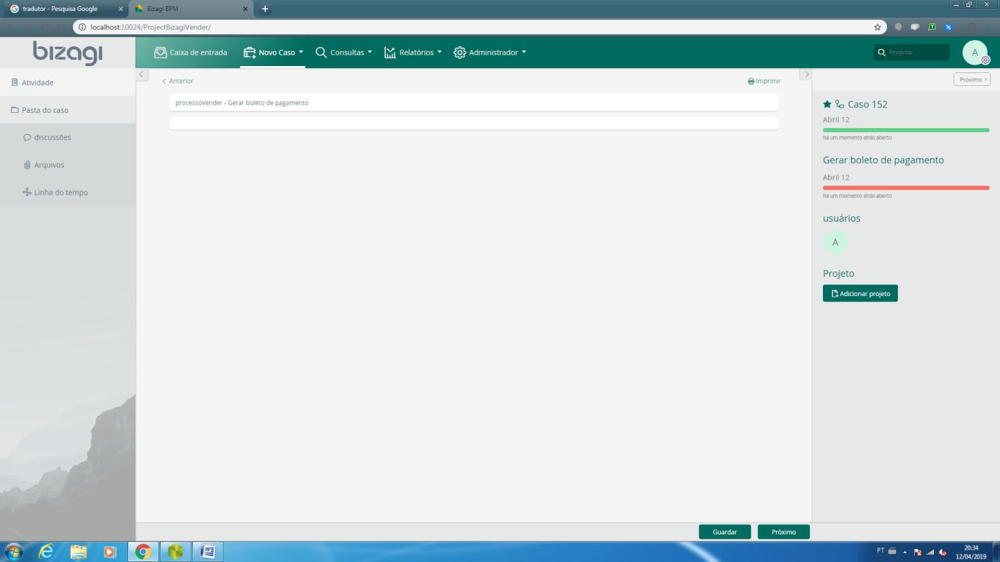 tradutor - Pesquisa Google
Bizagi BPM
localhost:10024/ProjectBizagiVender/
bizagi
Caixa de entrada
Novo Caso
Consultas
Relatórios
Administrador
Pesquisar
A
Atividade
Pasta do caso
discussões
Arquivos
Linha do tempo
Anterior
Imprimir
processoVender › Gerar boleto de pagamento
Próximo
Caso 152
Abril 12
há um momento atrás aberto
Gerar boleto de pagamento
Abril 12
há um momento atrás aberto
usuários
A
Projeto
Adicionar projeto
Guardar
Próximo
PT
20:34
12/04/2019